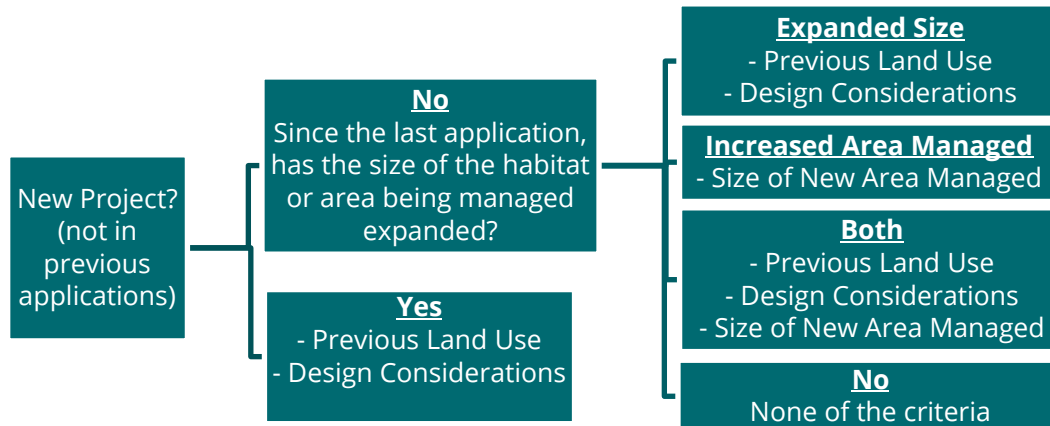 New Project?
(not in
previous
applications)
No
Since the last application,
has the size of the habitat
or area being managed
expanded?
Yes
- Previous Land Use
- Design Considerations
Expanded Size
- Previous Land Use
- Design Considerations
Increased Area Managed
- Size of New Area Managed
Both
- Previous Land Use
- Design Considerations
- Size of New Area Managed
No
None of the criteria